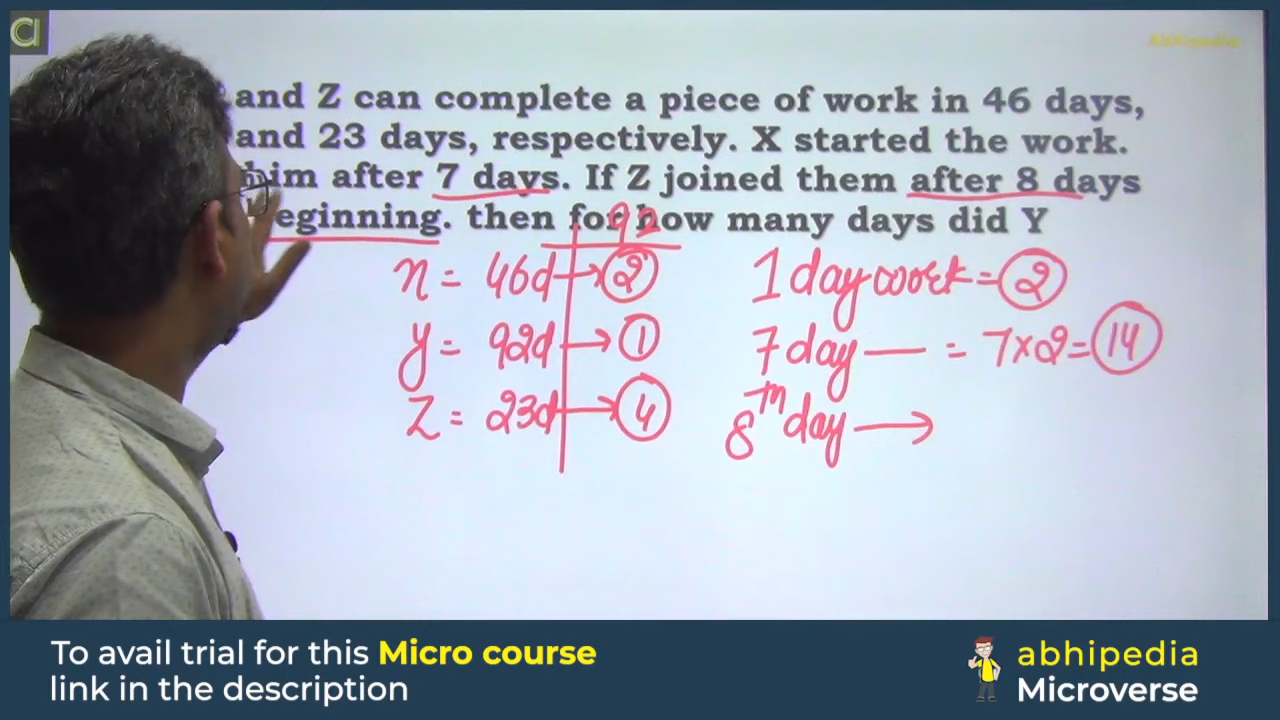 a
Abhipedia
and Z can complete a piece of work in 46 days,
and 23 days, respectively. X started the work.
him after 7 days. If Z joined them after 8 days
beginning. then for how many days did Y
92
x = 46d → 2
y = 92d → 1
Z = 23d → 4
1 day work = 2
7 day — = 7×2 = 14
8th day →
To avail trial for this Micro course
link in the description
abhipedia
Microverse